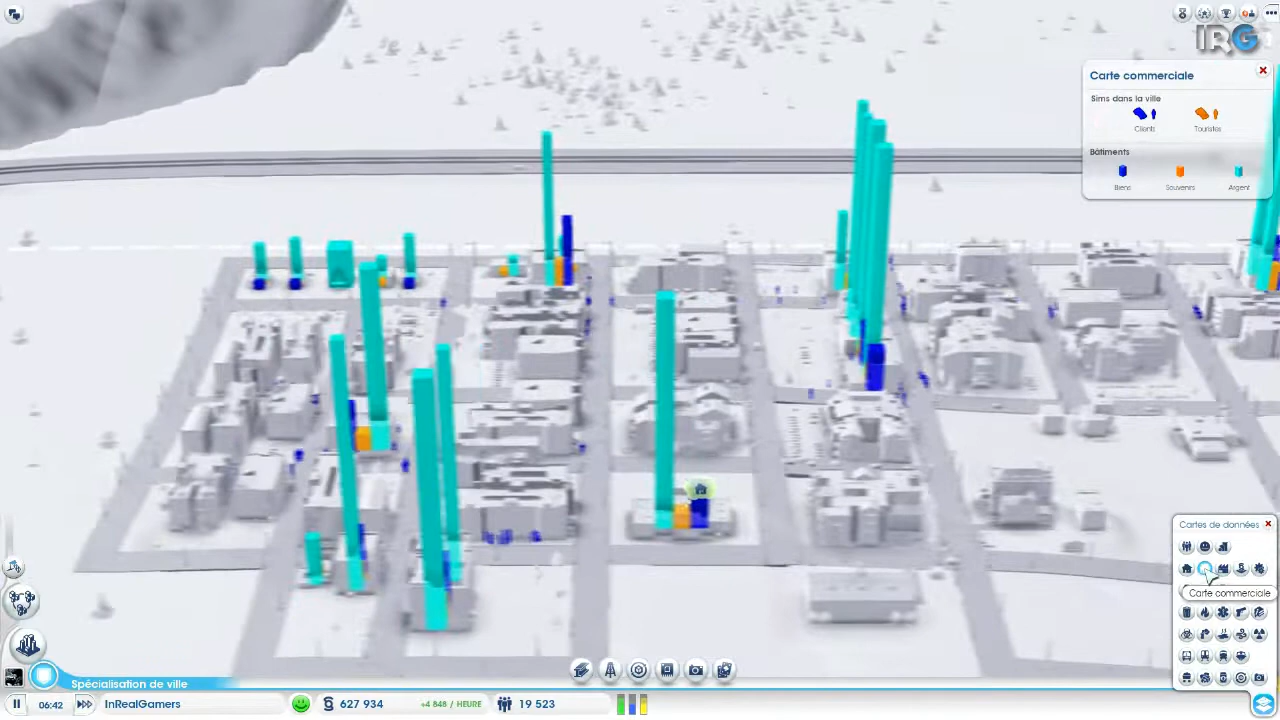 IRG
Carte commerciale
Sims dans la ville
Clients Touristes
Bâtiments
Biens Souvenirs Argent
Cartes de données
Carte commerciale
Spécialisation de ville
06:42 InRealGamers 627 934 +4 848 / HEURE 19 523